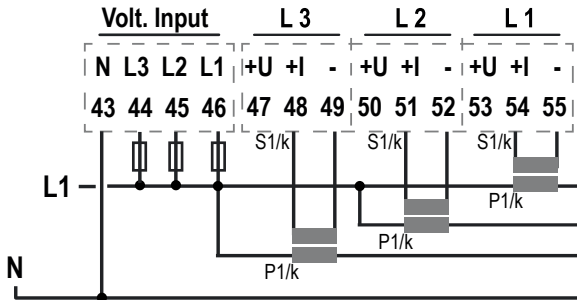 Volt. Input L 3 L 2 L 1
N L3 L2 L1 +U +I - +U +I - +U +I -
43 44 45 46 47 48 49 50 51 52 53 54 55
S1/k S1/k S1/k
L1
P1/k
P1/k
P1/k
N